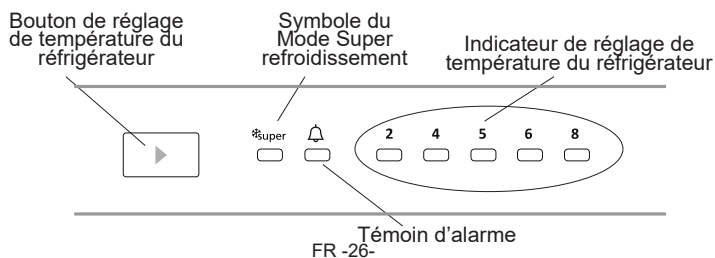 Bouton de réglage
de température du
réfrigérateur
Symbole du
Mode Super
refroidissement
Indicateur de réglage de
température du réfrigérateur
super
2 4 5 6 8
Témoin d’alarme
FR -26-